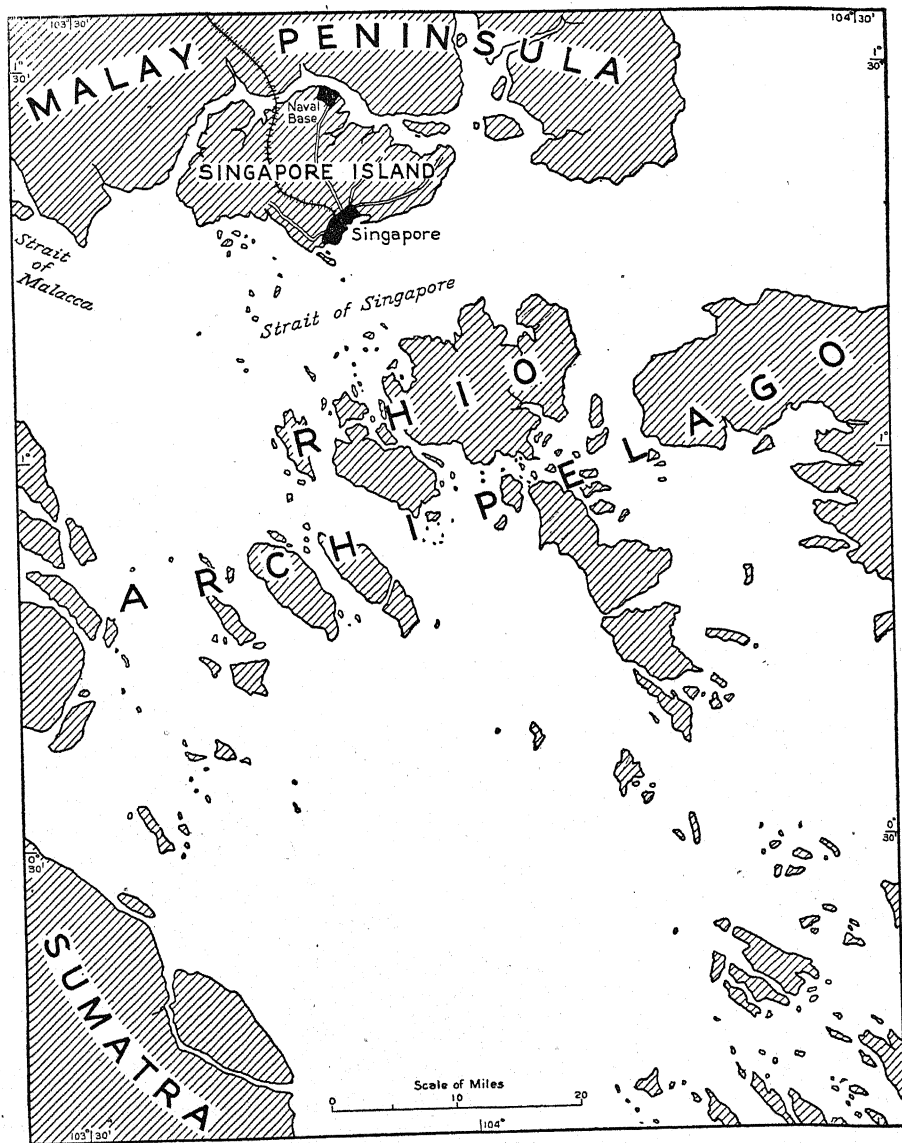 103°30'
104°30'
1°
30'
1°
30'
MALAY PENINSULA
Naval
Base
SINGAPORE ISLAND
Singapore
Strait
of
Malacca
Strait of Singapore
RHIO
ARCHIPELAGO
1°
1°
0°
30'
0°
30'
SUMATRA
Scale of Miles
0 10 20
103°30'
104°